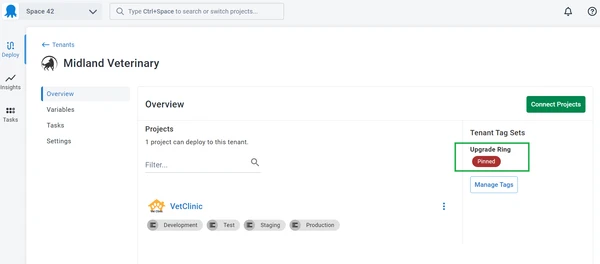 Space 42
Type Ctrl+Space to search or switch projects...
Deploy
Insights
Tasks
← Tenants
Midland Veterinary
Overview
Variables
Tasks
Settings
Overview
Connect Projects
Projects
1 project can deploy to this tenant.
Filter...
VetClinic
Development
Test
Staging
Production
Tenant Tag Sets
Upgrade Ring
Pinned
Manage Tags